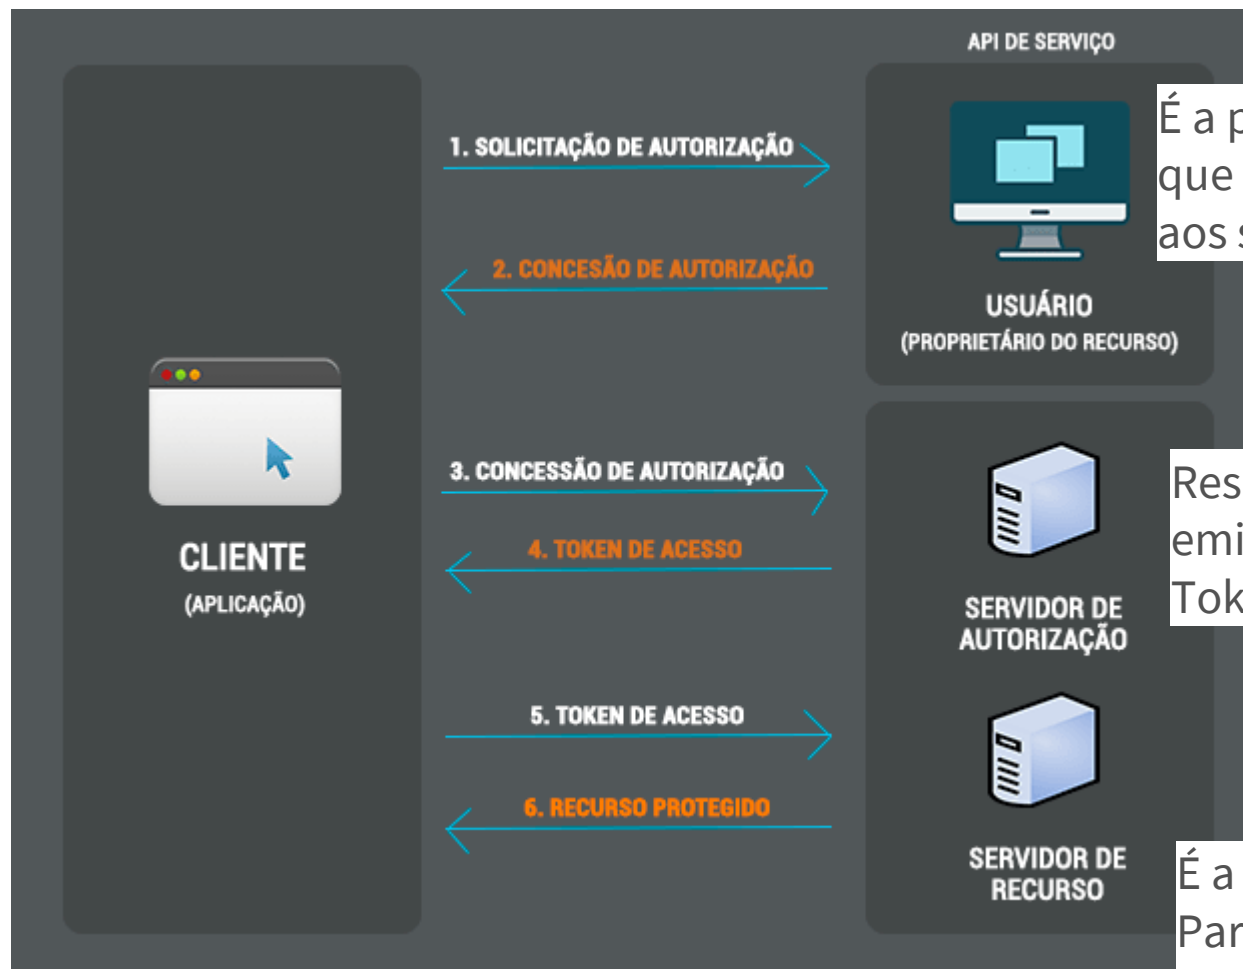 API DE SERVIÇO
1. SOLICITAÇÃO DE AUTORIZAÇÃO
2. CONCESÃO DE AUTORIZAÇÃO
USUÁRIO
(PROPRIETÁRIO DO RECURSO)
É a p
que
aos s
CLIENTE
(APLICAÇÃO)
3. CONCESSÃO DE AUTORIZAÇÃO
4. TOKEN DE ACESSO
SERVIDOR DE
AUTORIZAÇÃO
Res
emi
Tok
5. TOKEN DE ACESSO
6. RECURSO PROTEGIDO
SERVIDOR DE
RECURSO
É a
Par